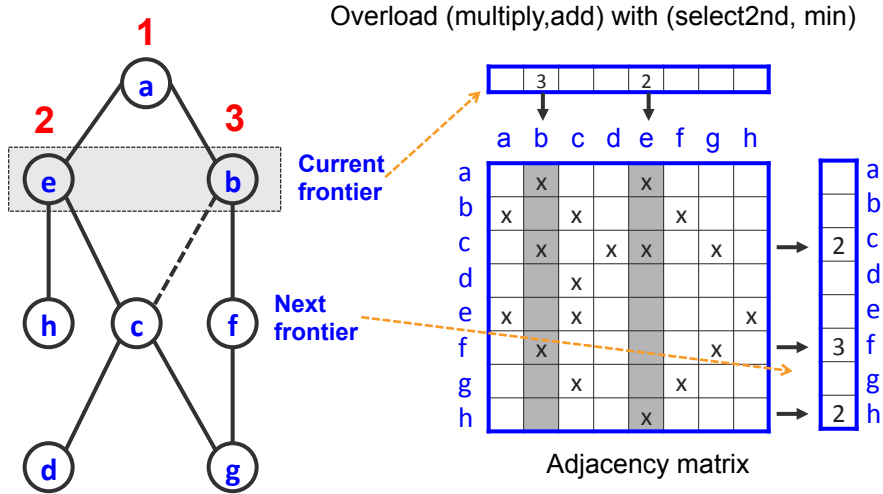 Overload (multiply,add) with (select2nd, min)
1
a
2
3
e
b
Current
frontier
h
c
f
Next
frontier
d
g
3 2
a b c d e f g h
a x x
b x x x
c x x x x
d x
e x x x
f x x
g x x
h x
a
b
2 c
d
e
3 f
g
2 h
Adjacency matrix